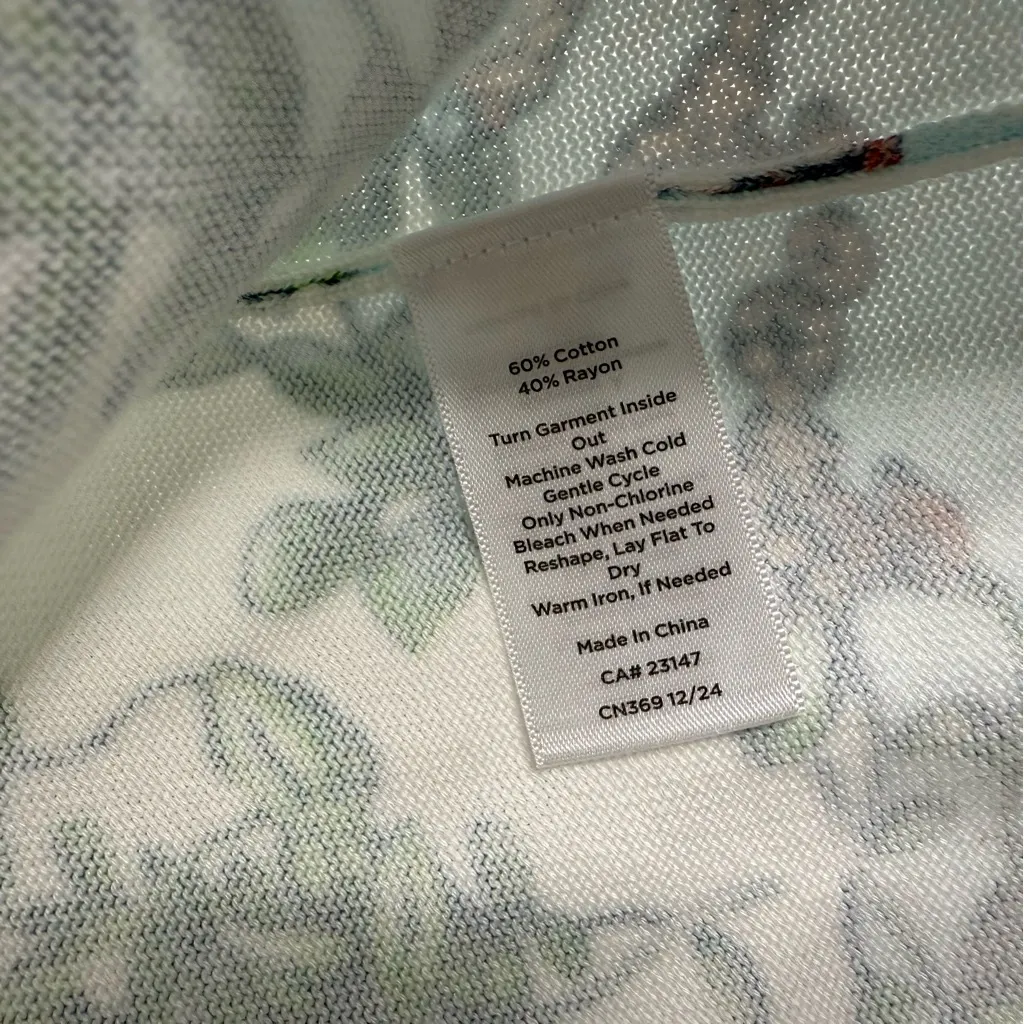 60% Cotton
40% Rayon
Turn Garment Inside
Out
Machine Wash Cold
Gentle Cycle
Only Non-Chlorine
Bleach When Needed
Reshape, Lay Flat To
Dry
Warm Iron, If Needed
Made In China
CA# 23147
CN369 12/24